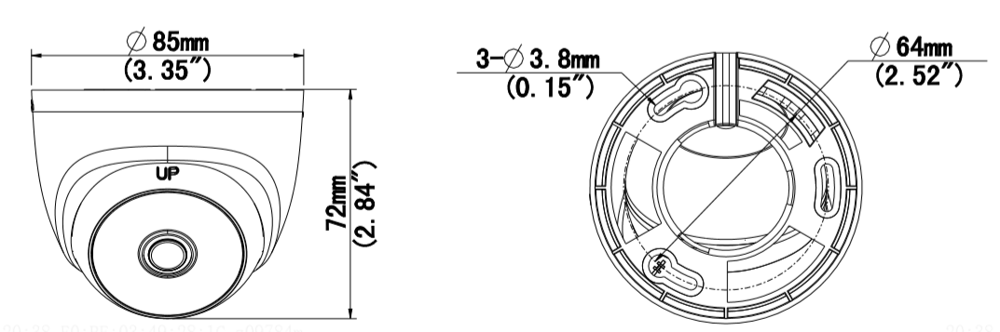 ∅ 85mm
(3.35")
UP
72mm
(2.84")
3-∅ 3.8mm
(0.15")
∅ 64mm
(2.52")